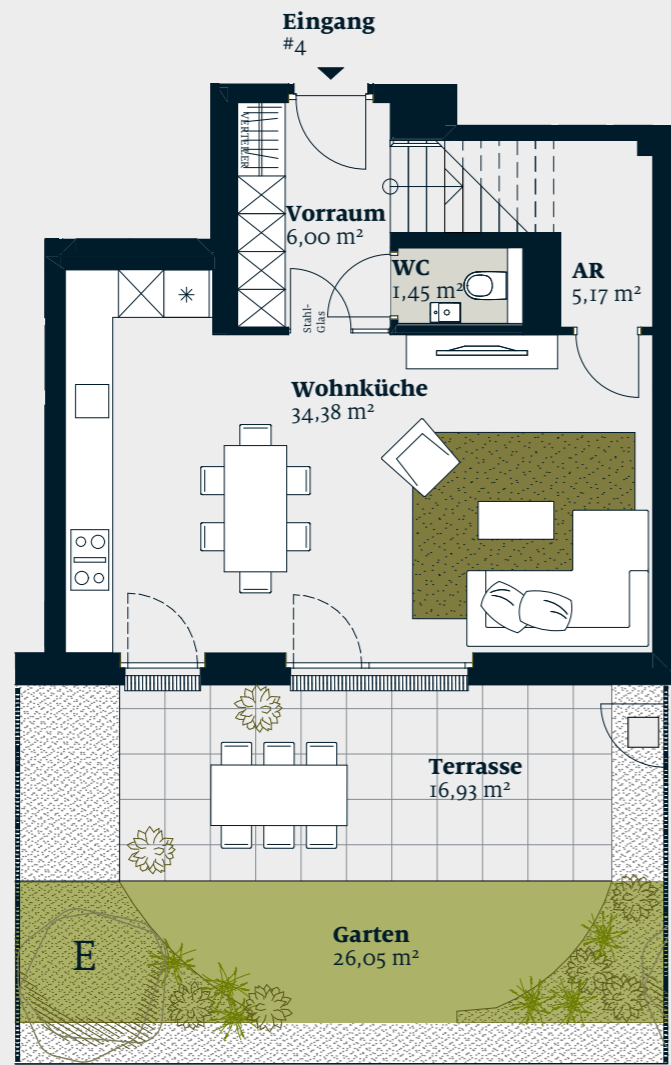 Eingang
#4
VERTEILER
Vorraum
6,00 m²
WC
1,45 m²
AR
5,17 m²
Stahl-
Glas
Wohnküche
34,38 m²
Terrasse
16,93 m²
Garten
26,05 m²
E